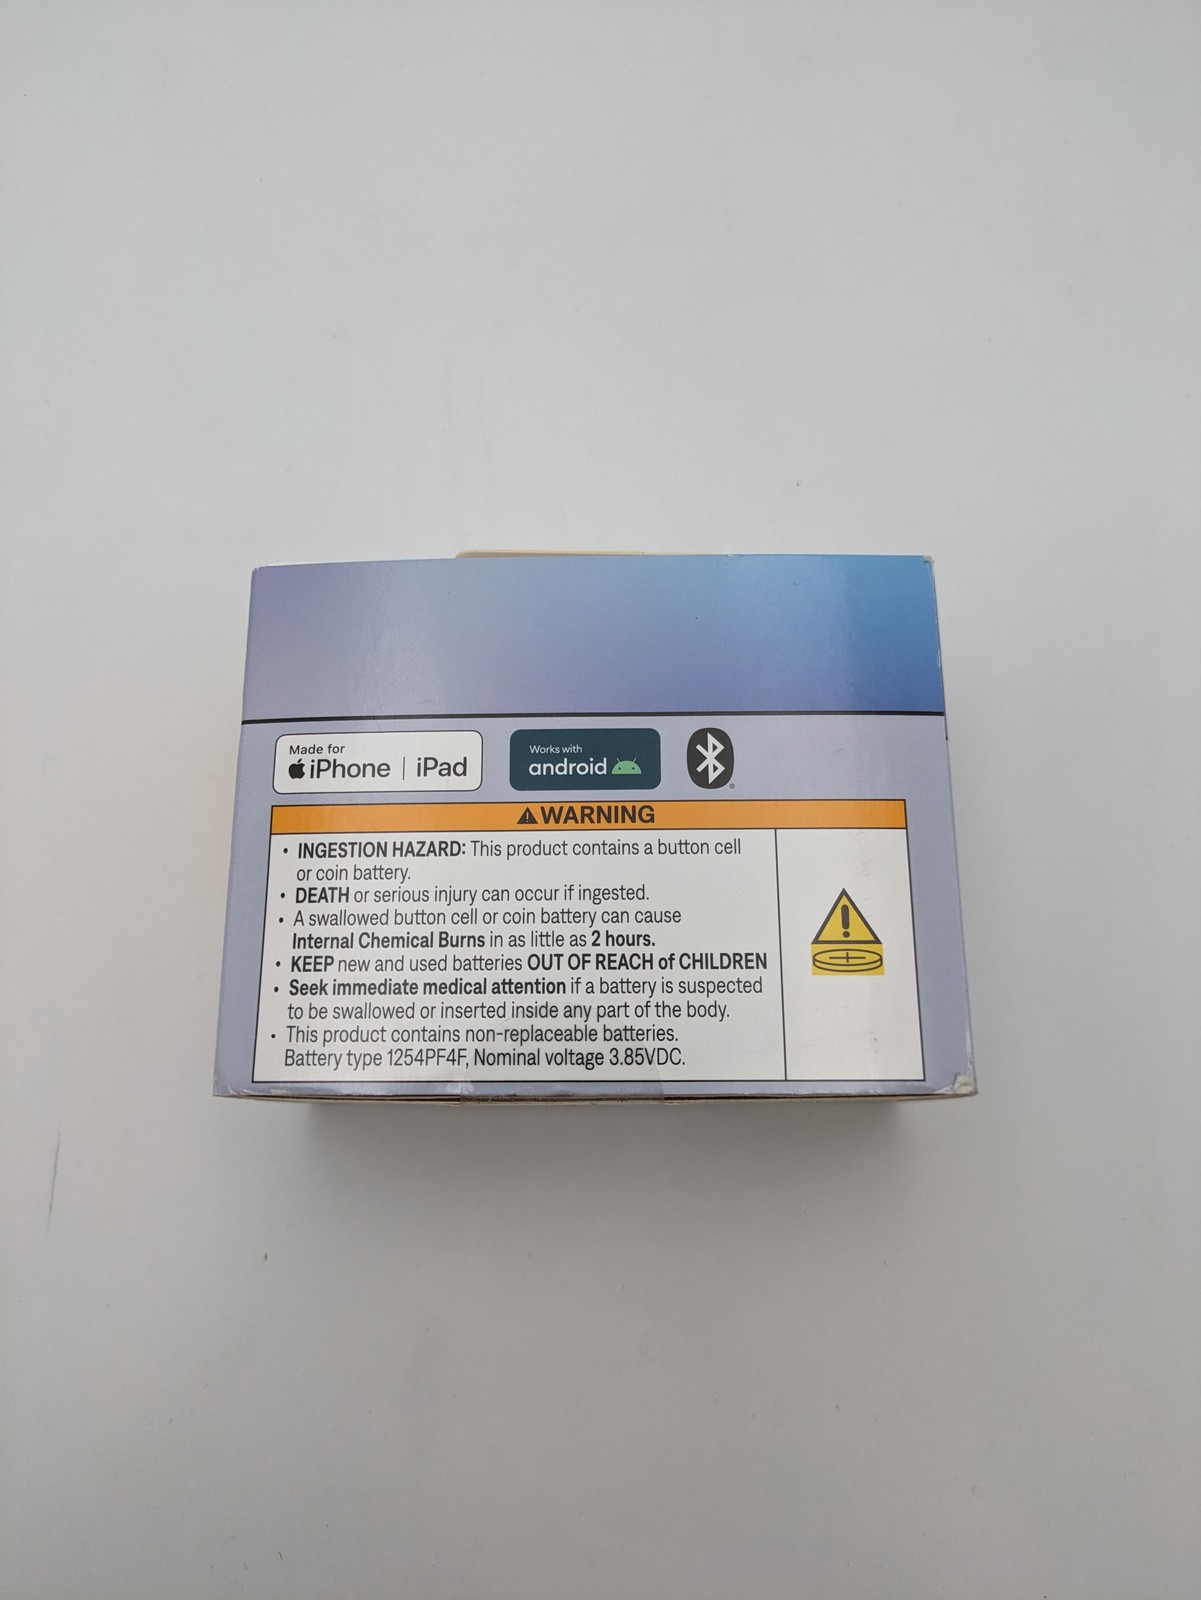 Made for
iPhone | iPad
Works with
android
®
WARNING
• INGESTION HAZARD: This product contains a button cell
or coin battery.
• DEATH or serious injury can occur if ingested.
• A swallowed button cell or coin battery can cause
Internal Chemical Burns in as little as 2 hours.
• KEEP new and used batteries OUT OF REACH of CHILDREN
• Seek immediate medical attention if a battery is suspected
to be swallowed or inserted inside any part of the body.
• This product contains non-replaceable batteries.
Battery type 1254PF4F, Nominal voltage 3.85VDC.